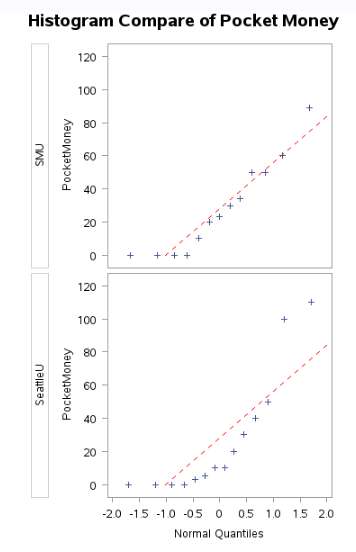 Histogram Compare of Pocket Money
SMU
PocketMoney
120
100
80
60
40
20
0
SeattleU
PocketMoney
120
100
80
60
40
20
0
-2.0 -1.5 -1.0 -0.5 0.0 0.5 1.0 1.5 2.0
Normal Quantiles